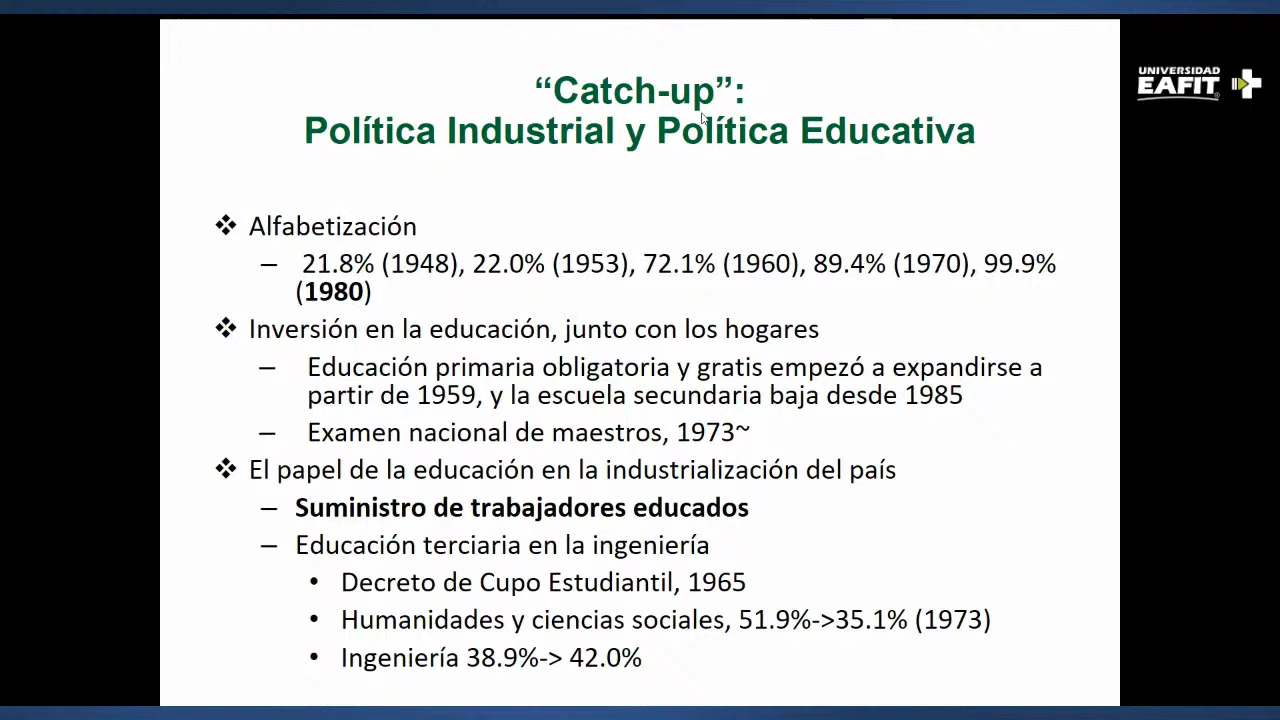 “Catch-up”:
Política Industrial y Política Educativa
UNIVERSIDAD
EAFIT
❖ Alfabetización
– 21.8% (1948), 22.0% (1953), 72.1% (1960), 89.4% (1970), 99.9%
(1980)
❖ Inversión en la educación, junto con los hogares
– Educación primaria obligatoria y gratis empezó a expandirse a
partir de 1959, y la escuela secundaria baja desde 1985
– Examen nacional de maestros, 1973~
❖ El papel de la educación en la industrialización del país
– Suministro de trabajadores educados
– Educación terciaria en la ingeniería
• Decreto de Cupo Estudiantil, 1965
• Humanidades y ciencias sociales, 51.9%->35.1% (1973)
• Ingeniería 38.9%-> 42.0%